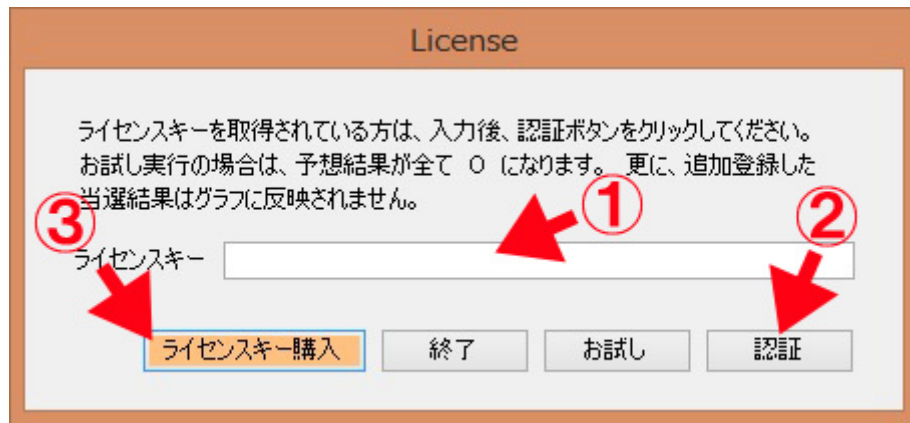 License
ライセンスキーを取得されている方は、入力後、認証ボタンをクリックしてください。
お試し実行の場合は、予想結果が全て 0 になります。 更に、追加登録した
当選結果はグラフに反映されません。
③ ① ②
ライセンスキー
ライセンスキー購入 終了 お試し 認証